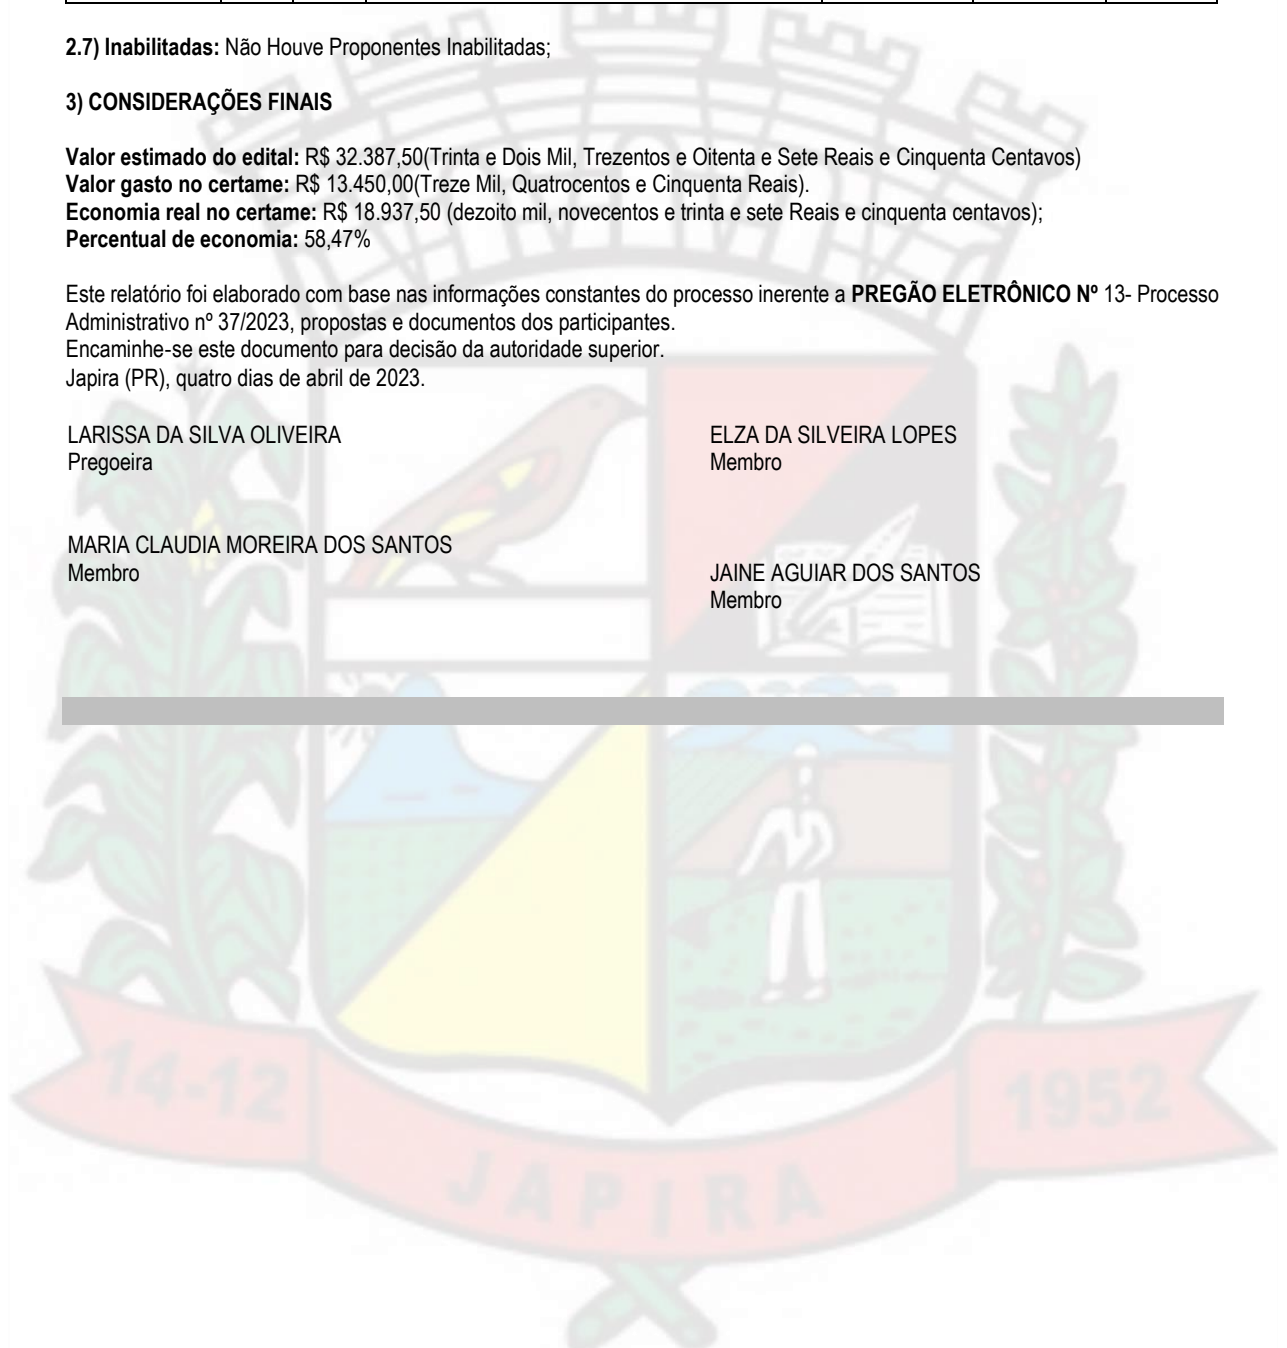 2.7) Inabilitadas: Não Houve Proponentes Inabilitadas;
3) CONSIDERAÇÕES FINAIS
Valor estimado do edital: R$ 32.387,50(Trinta e Dois Mil, Trezentos e Oitenta e Sete Reais e Cinquenta Centavos)
Valor gasto no certame: R$ 13.450,00(Treze Mil, Quatrocentos e Cinquenta Reais).
Economia real no certame: R$ 18.937,50 (dezoito mil, novecentos e trinta e sete Reais e cinquenta centavos);
Percentual de economia: 58,47%
Este relatório foi elaborado com base nas informações constantes do processo inerente a PREGÃO ELETRÔNICO Nº 13- Processo
Administrativo nº 37/2023, propostas e documentos dos participantes.
Encaminhe-se este documento para decisão da autoridade superior.
Japira (PR), quatro dias de abril de 2023.
LARISSA DA SILVA OLIVEIRA
Pregoeira
ELZA DA SILVEIRA LOPES
Membro
MARIA CLAUDIA MOREIRA DOS SANTOS
Membro
JAINE AGUIAR DOS SANTOS
Membro
14-12
1952
JAPIRA